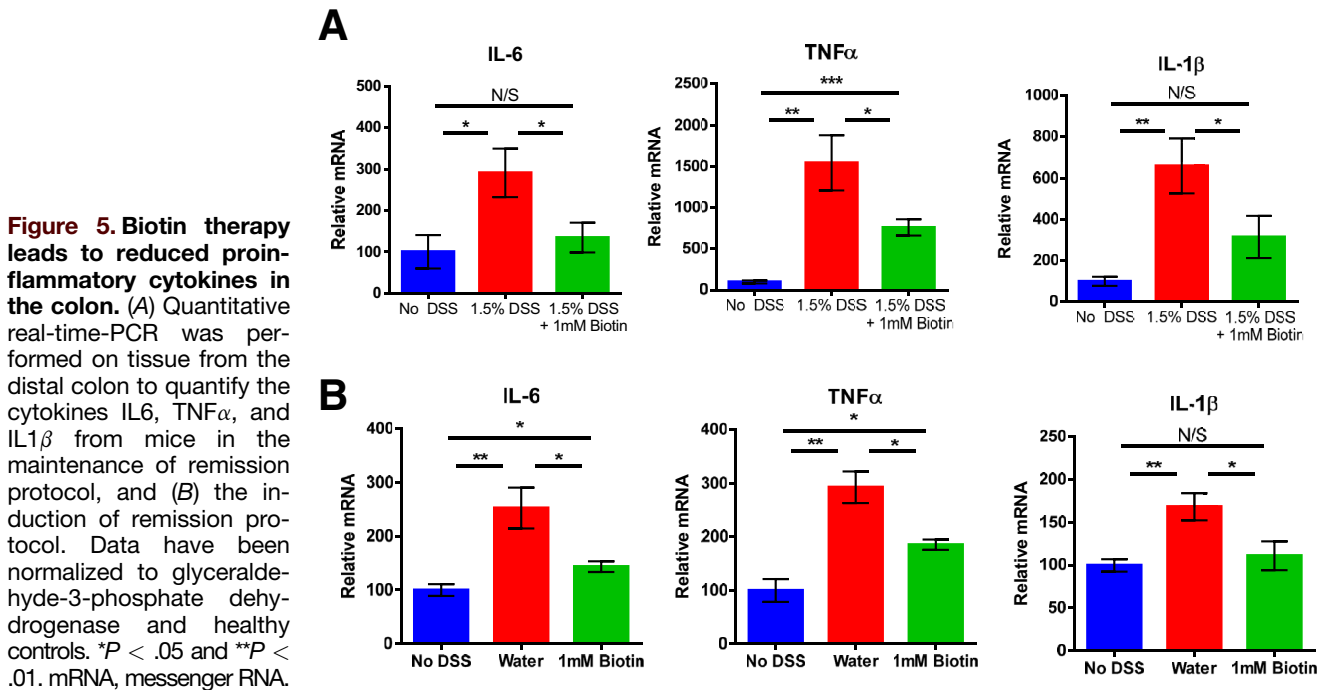 Figure 5. Biotin therapy
leads to reduced proin-
flammatory cytokines in
the colon. (A) Quantitative
real-time-PCR was per-
formed on tissue from the
distal colon to quantify the
cytokines IL6, TNFα, and
IL1β from mice in the
maintenance of remission
protocol, and (B) the in-
duction of remission pro-
tocol. Data have been
normalized to glyceralde-
hyde-3-phosphate dehy-
drogenase and healthy
controls. *P < .05 and **P <
.01. mRNA, messenger RNA.
A
IL-6
Relative mRNA
500
400
300
200
100
0
N/S
*
*
No DSS
1.5% DSS
1.5% DSS
+ 1mM Biotin
TNFα
Relative mRNA
2500
2000
1500
1000
500
0
***
**
*
No DSS
1.5% DSS
1.5% DSS
+ 1mM Biotin
IL-1β
Relative mRNA
1000
800
600
400
200
0
N/S
**
*
No DSS
1.5% DSS
1.5% DSS
+ 1mM Biotin
B
IL-6
Relative mRNA
400
300
200
100
0
*
**
*
No DSS
Water
1mM Biotin
TNFα
Relative mRNA
400
300
200
100
0
*
**
*
No DSS
Water
1mM Biotin
IL-1β
Relative mRNA
250
200
150
100
50
0
N/S
**
*
No DSS
Water
1mM Biotin